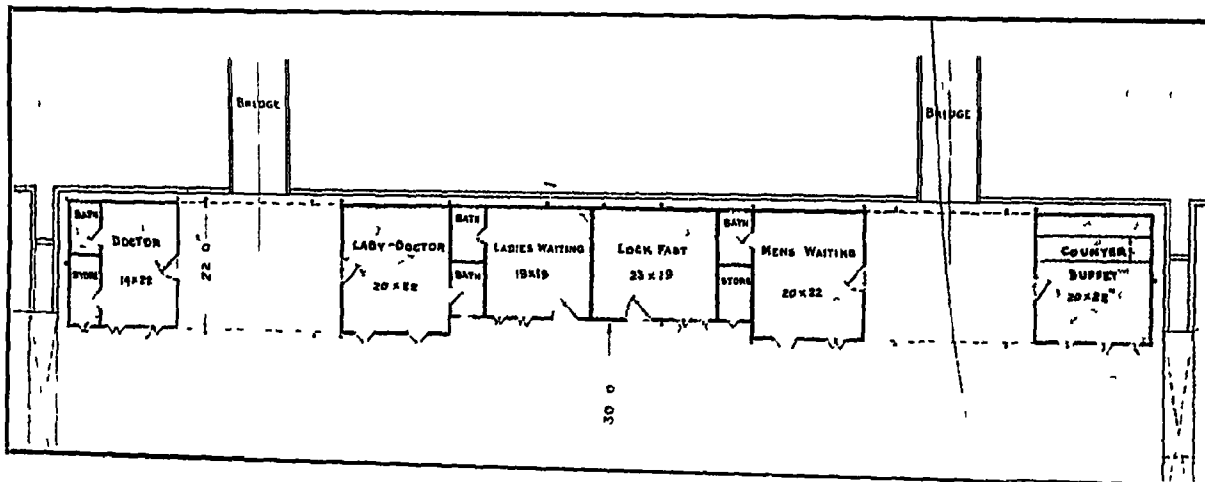 BRIDGE
BRIDGE
BATH
DOCTOR
19 x 22
STORE
22 0"
LADY-DOCTOR
20 x 22
BATH
BATH
LADIES WAITING
19 x 19
LOCK FAST
23 x 19
BATH
STORE
MENS WAITING
20 x 22
COUNTER
BUFFET
20 x 22"
30 0